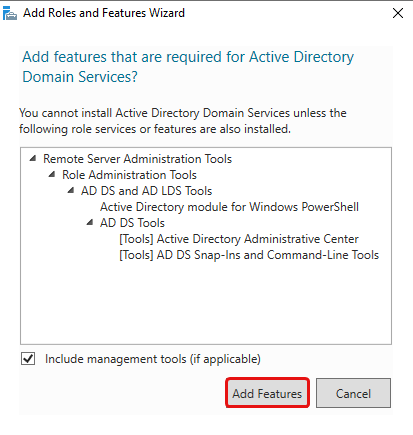 Add Roles and Features Wizard
Add features that are required for Active Directory
Domain Services?
You cannot install Active Directory Domain Services unless the
following role services or features are also installed.
Remote Server Administration Tools
Role Administration Tools
AD DS and AD LDS Tools
Active Directory module for Windows PowerShell
AD DS Tools
[Tools] Active Directory Administrative Center
[Tools] AD DS Snap-Ins and Command-Line Tools
Include management tools (if applicable)
Add Features
Cancel